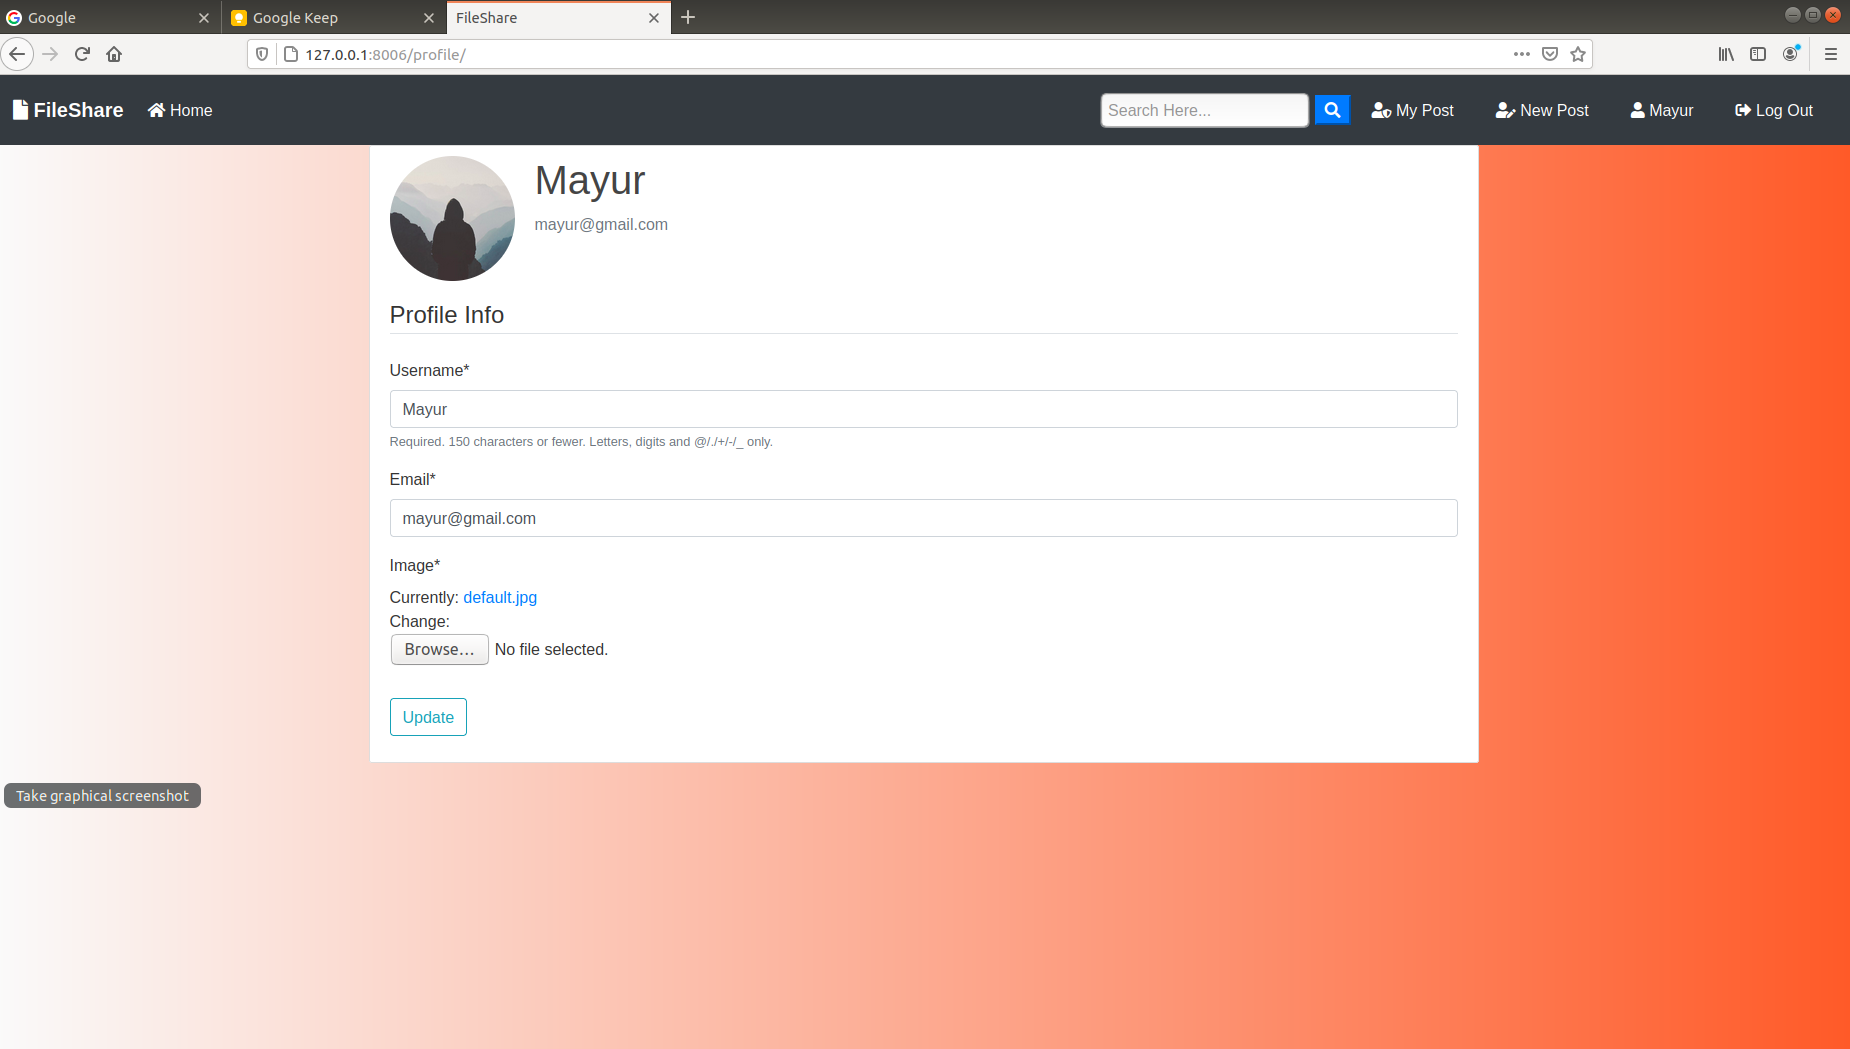 Google
Google Keep
FileShare
127.0.0.1:8006/profile/
FileShare
Home
Search Here...
My Post
New Post
Mayur
Log Out
Mayur
mayur@gmail.com
Profile Info
Username*
Mayur
Required. 150 characters or fewer. Letters, digits and @/./+/-/_ only.
Email*
mayur@gmail.com
Image*
Currently: default.jpg
Change:
Browse... No file selected.
Update
Take graphical screenshot